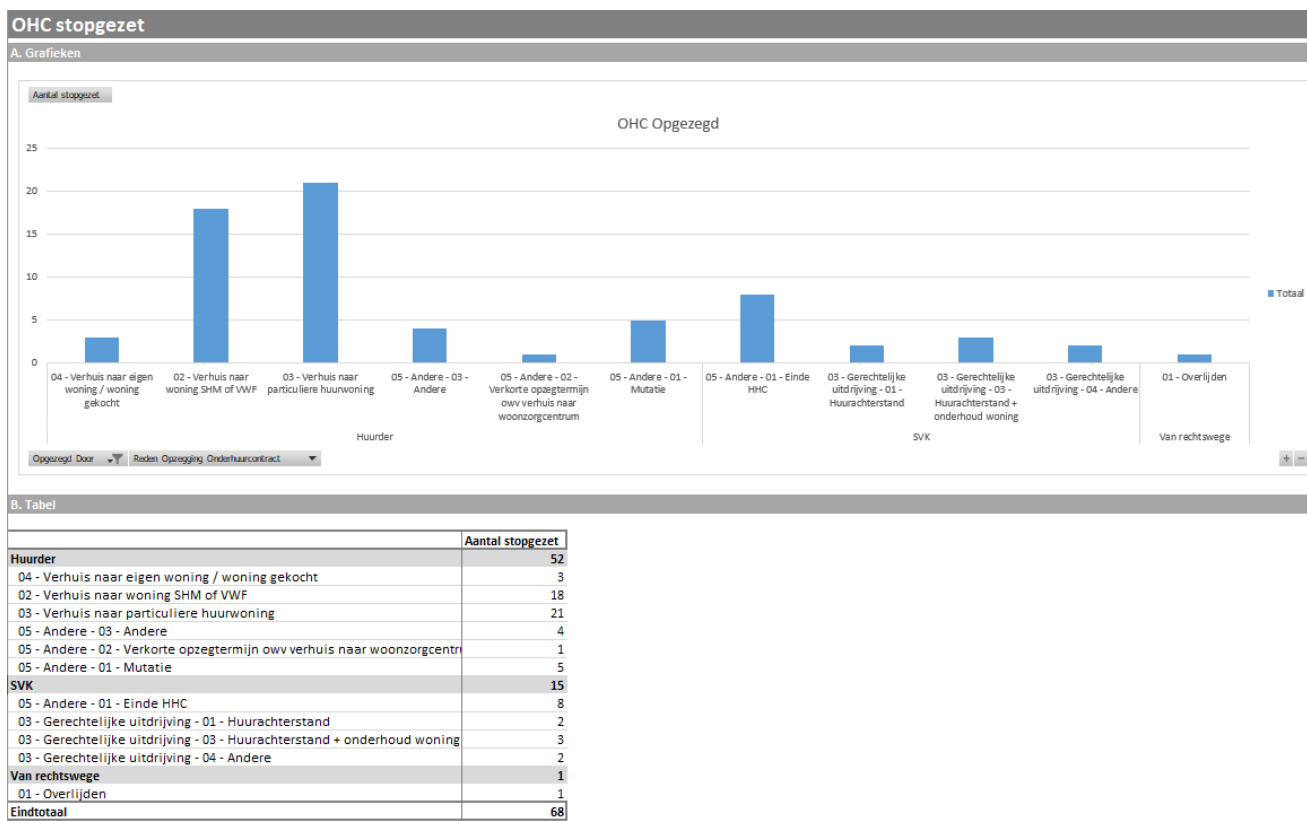 OHC stopgezet
A. Grafieken
Aantal stopgezet
OHC Opgezegd
25
20
15
10
5
0
Totaal
04 - Verhuis naar eigen
woning / woning
gekocht
02 - Verhuis naar
woning SHM of VWF
03 - Verhuis naar
particuliere huurwoning
05 - Andere - 03 -
Andere
05 - Andere - 02 -
Verkorte opzegtermijn
owv verhuis naar
woonzorgcentrum
05 - Andere - 01 -
Mutatie
05 - Andere - 01 - Einde
HHC
03 - Gerechtelijke
uitdrijving - 01 -
Huurachterstand
03 - Gerechtelijke
uitdrijving - 03 -
Huurachterstand +
onderhoud woning
03 - Gerechtelijke
uitdrijving - 04 - Andere
01 - Overlijden
Huurder
SVK
Van rechtswege
Opgezegd Door
Reden Opzegging Onderhuurcontract
+ −
B. Tabel
Aantal stopgezet
Huurder 52
04 - Verhuis naar eigen woning / woning gekocht 3
02 - Verhuis naar woning SHM of VWF 18
03 - Verhuis naar particuliere huurwoning 21
05 - Andere - 03 - Andere 4
05 - Andere - 02 - Verkorte opzegtermijn owv verhuis naar woonzorgcentru 1
05 - Andere - 01 - Mutatie 5
SVK 15
05 - Andere - 01 - Einde HHC 8
03 - Gerechtelijke uitdrijving - 01 - Huurachterstand 2
03 - Gerechtelijke uitdrijving - 03 - Huurachterstand + onderhoud woning 3
03 - Gerechtelijke uitdrijving - 04 - Andere 2
Van rechtswege 1
01 - Overlijden 1
Eindtotaal 68